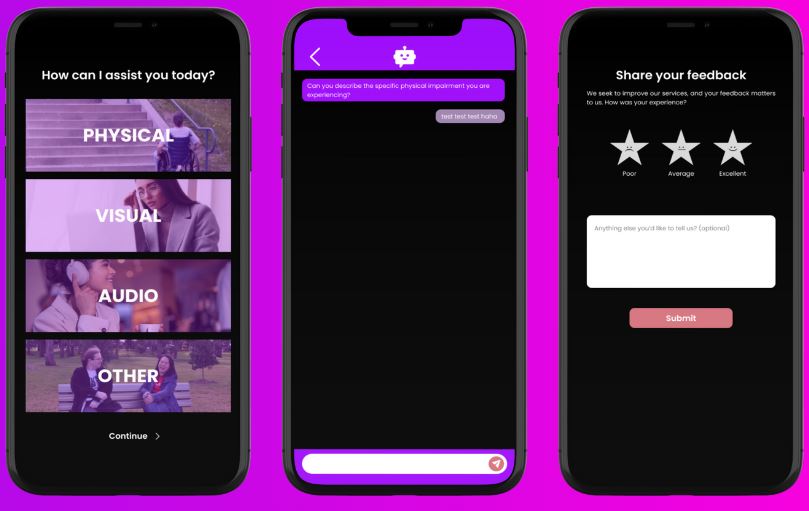 How can I assist you today?
PHYSICAL
VISUAL
AUDIO
OTHER
Continue
Can you describe the specific physical impairment you are
experiencing?
test test test haha
Share your feedback
We seek to improve our services, and your feedback matters
to us. How was your experience?
Poor
Average
Excellent
Anything else you'd like to tell us? (optional)
Submit